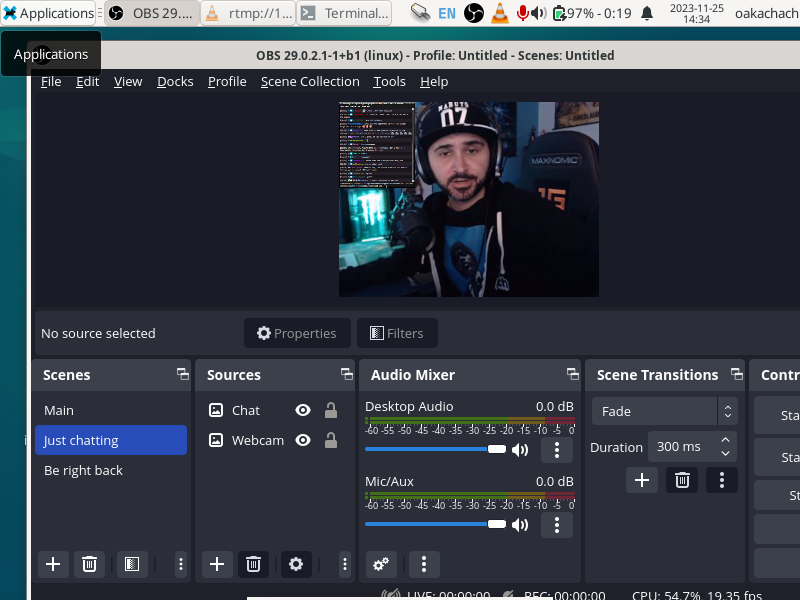 Applications
OBS 29....
rtmp://1...
Terminal...
EN
97% - 0:19
2023-11-25
14:34
oakachach
Applications
OBS 29.0.2.1-1+b1 (linux) - Profile: Untitled - Scenes: Untitled
File Edit View Docks Profile Scene Collection Tools Help
07
MAXNOMIC
No source selected
Properties
Filters
Scenes
Main
Just chatting
Be right back
Sources
Chat
Webcam
Audio Mixer
Desktop Audio 0.0 dB
-60 -55 -50 -45 -40 -35 -30 -25 -20 -15 -10 -5 0
Mic/Aux 0.0 dB
-60 -55 -50 -45 -40 -35 -30 -25 -20 -15 -10 -5 0
Scene Transitions
Fade
Duration 300 ms
Contr
Sta
Sta
St
LIVE: 00:00:00
REC: 00:00:00
CPU: 54.7%, 19.35 fps